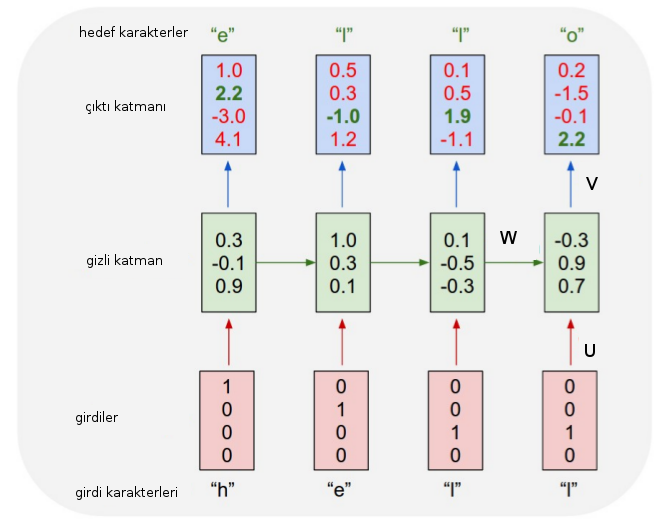 hedef karakterler “e” “l” “l” “o”
çıktı katmanı
1.0 0.5 0.1 0.2
2.2 0.3 0.5 -1.5
-3.0 -1.0 1.9 -0.1
4.1 1.2 -1.1 2.2
V
gizli katman
W
0.3 1.0 0.1 -0.3
-0.1 0.3 -0.5 0.9
0.9 0.1 -0.3 0.7
U
girdiler
1 0 0 0
0 1 0 0
0 0 1 1
0 0 0 0
girdi karakterleri “h” “e” “l” “l”